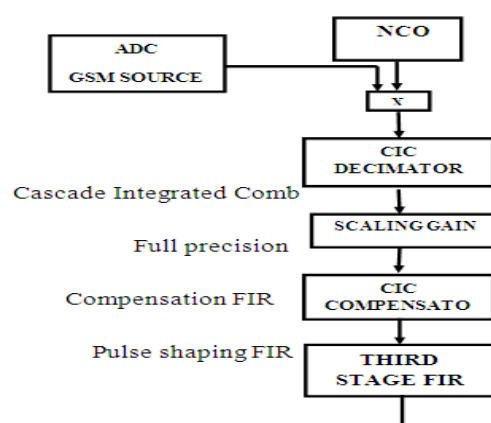 NCO
ADC
GSM SOURCE
X
CIC
DECIMATOR
Cascade Integrated Comb
SCALING GAIN
Full precision
CIC
COMPENSATO
Compensation FIR
Pulse shaping FIR
THIRD
STAGE FIR